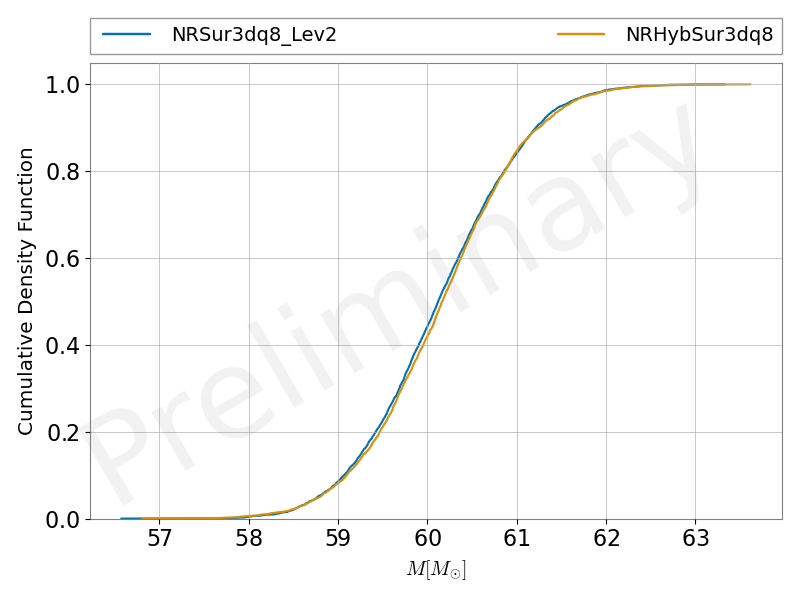 NRSur3dq8_Lev2 NRHybSur3dq8
1.0
0.8
0.6
0.4
0.2
0.0
Cumulative Density Function
Preliminary
57 58 59 60 61 62 63
M[M☉]